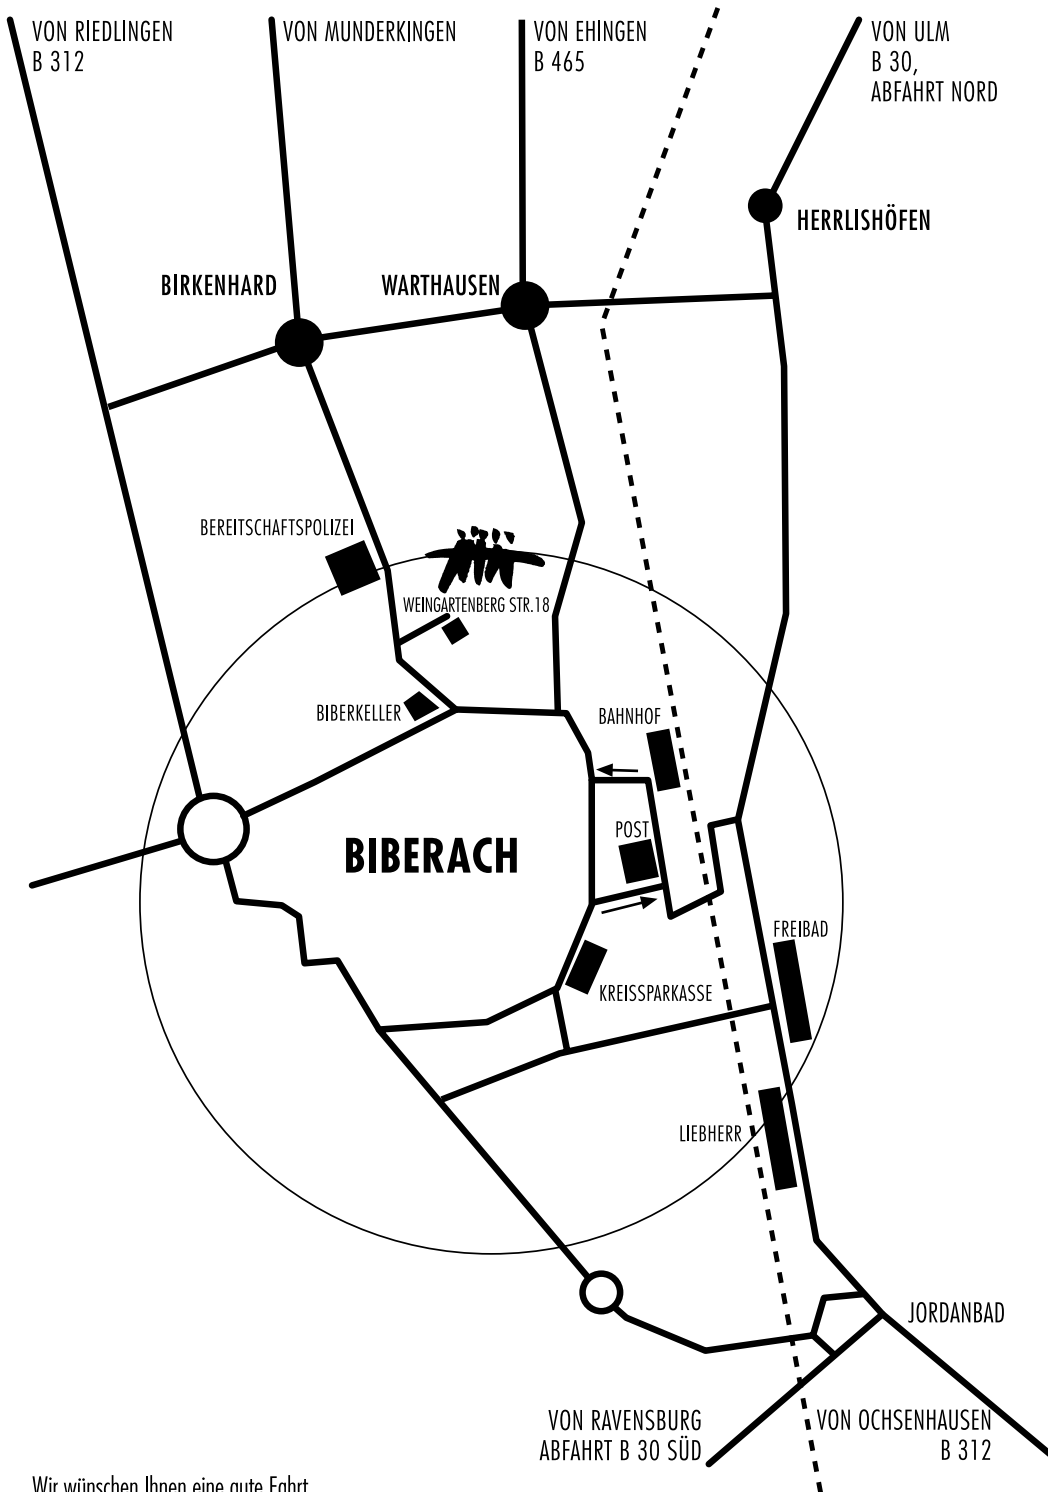 VON RIEDLINGEN
B 312
VON MUNDERKINGEN
VON EHINGEN
B 465
VON ULM
B 30,
ABFAHRT NORD
HERRLISHÖFEN
BIRKENHARD
WARTHAUSEN
BEREITSCHAFTSPOLIZEI
WEINGARTENBERG STR.18
BIBERKELLER
BAHNHOF
POST
BIBERACH
FREIBAD
KREISSPARKASSE
LIEBHERR
JORDANBAD
VON RAVENSBURG
ABFAHRT B 30 SÜD
VON OCHSENHAUSEN
B 312
Wir wünschen Ihnen eine gute Fahrt